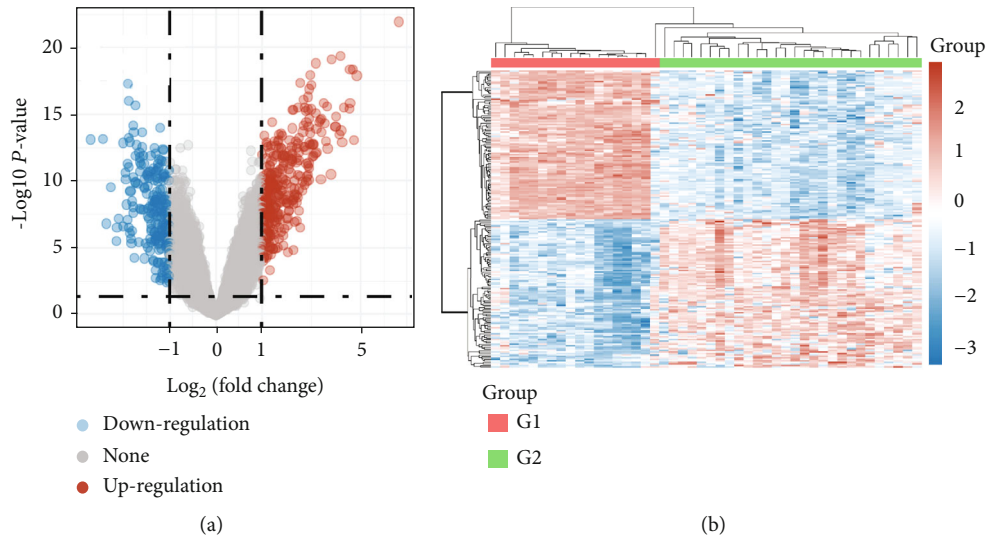 20
15
10
5
0
-Log10 P-value
−1 0 1 5
Log2 (fold change)
Down-regulation
None
Up-regulation
(a)
Group
2
1
0
−1
−2
−3
Group
G1
G2
(b)